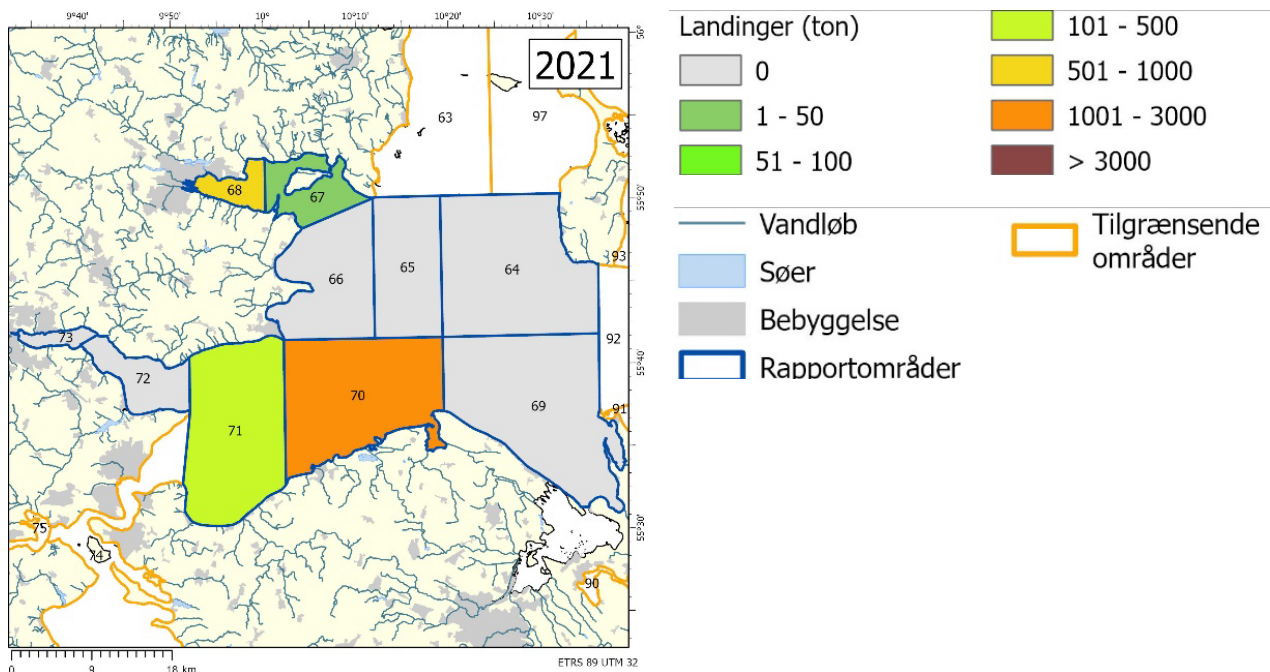 9°40' 9°50' 10° 10°10' 10°20' 10°30'
56°
2021
63
97
68
67
55°50'
93
66
65
64
73
92
72
55°40'
70
69
91
71
55°30'
75
74
90
ETRS 89 UTM 32
0 9 18 km
Landinger (ton)
0
1 - 50
51 - 100
101 - 500
501 - 1000
1001 - 3000
> 3000
Vandløb
Søer
Bebyggelse
Rapportområder
Tilgrænsende
områder